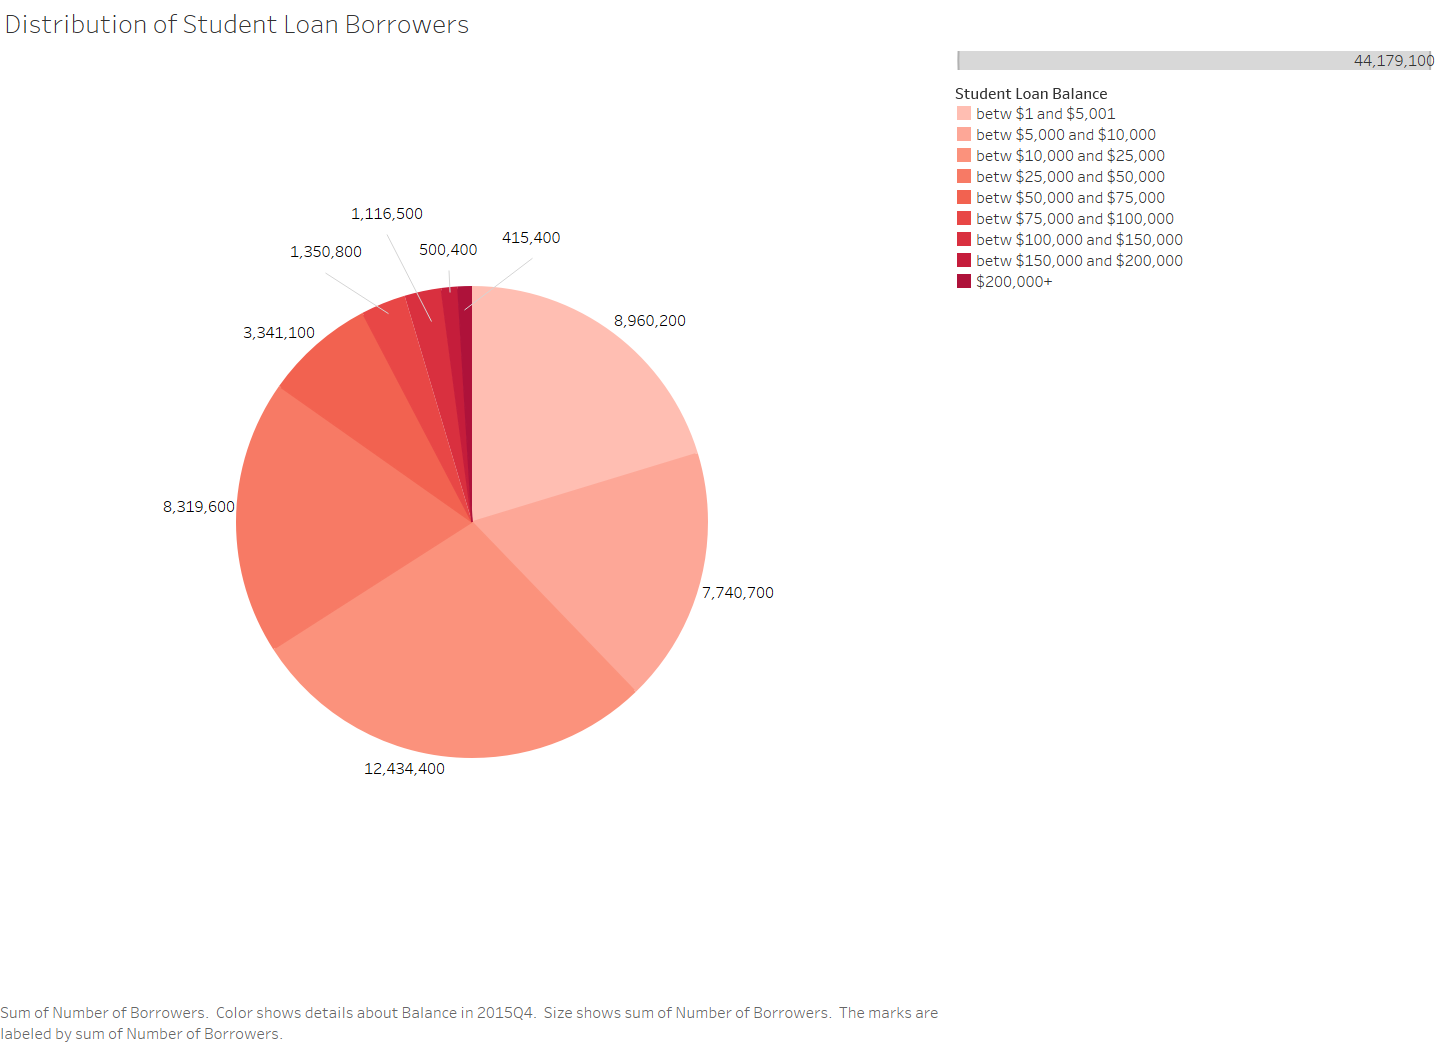 Distribution of Student Loan Borrowers
44,179,100
Student Loan Balance
betw $1 and $5,001
betw $5,000 and $10,000
betw $10,000 and $25,000
betw $25,000 and $50,000
betw $50,000 and $75,000
betw $75,000 and $100,000
betw $100,000 and $150,000
betw $150,000 and $200,000
$200,000+
1,116,500
415,400
500,400
1,350,800
8,960,200
3,341,100
8,319,600
7,740,700
12,434,400
Sum of Number of Borrowers. Color shows details about Balance in 2015Q4. Size shows sum of Number of Borrowers. The marks are
labeled by sum of Number of Borrowers.